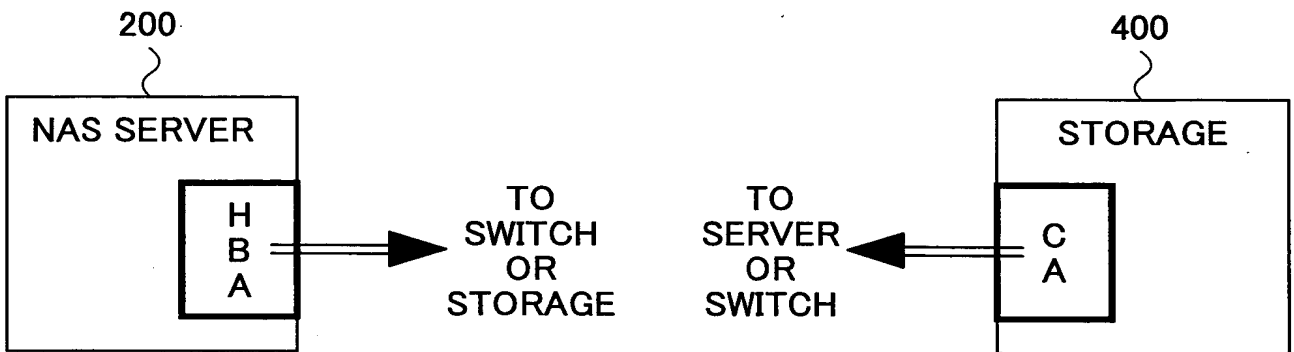 200
400
NAS SERVER
STORAGE
H
B
A
TO
SWITCH
OR
STORAGE
TO
SERVER
OR
SWITCH
C
A